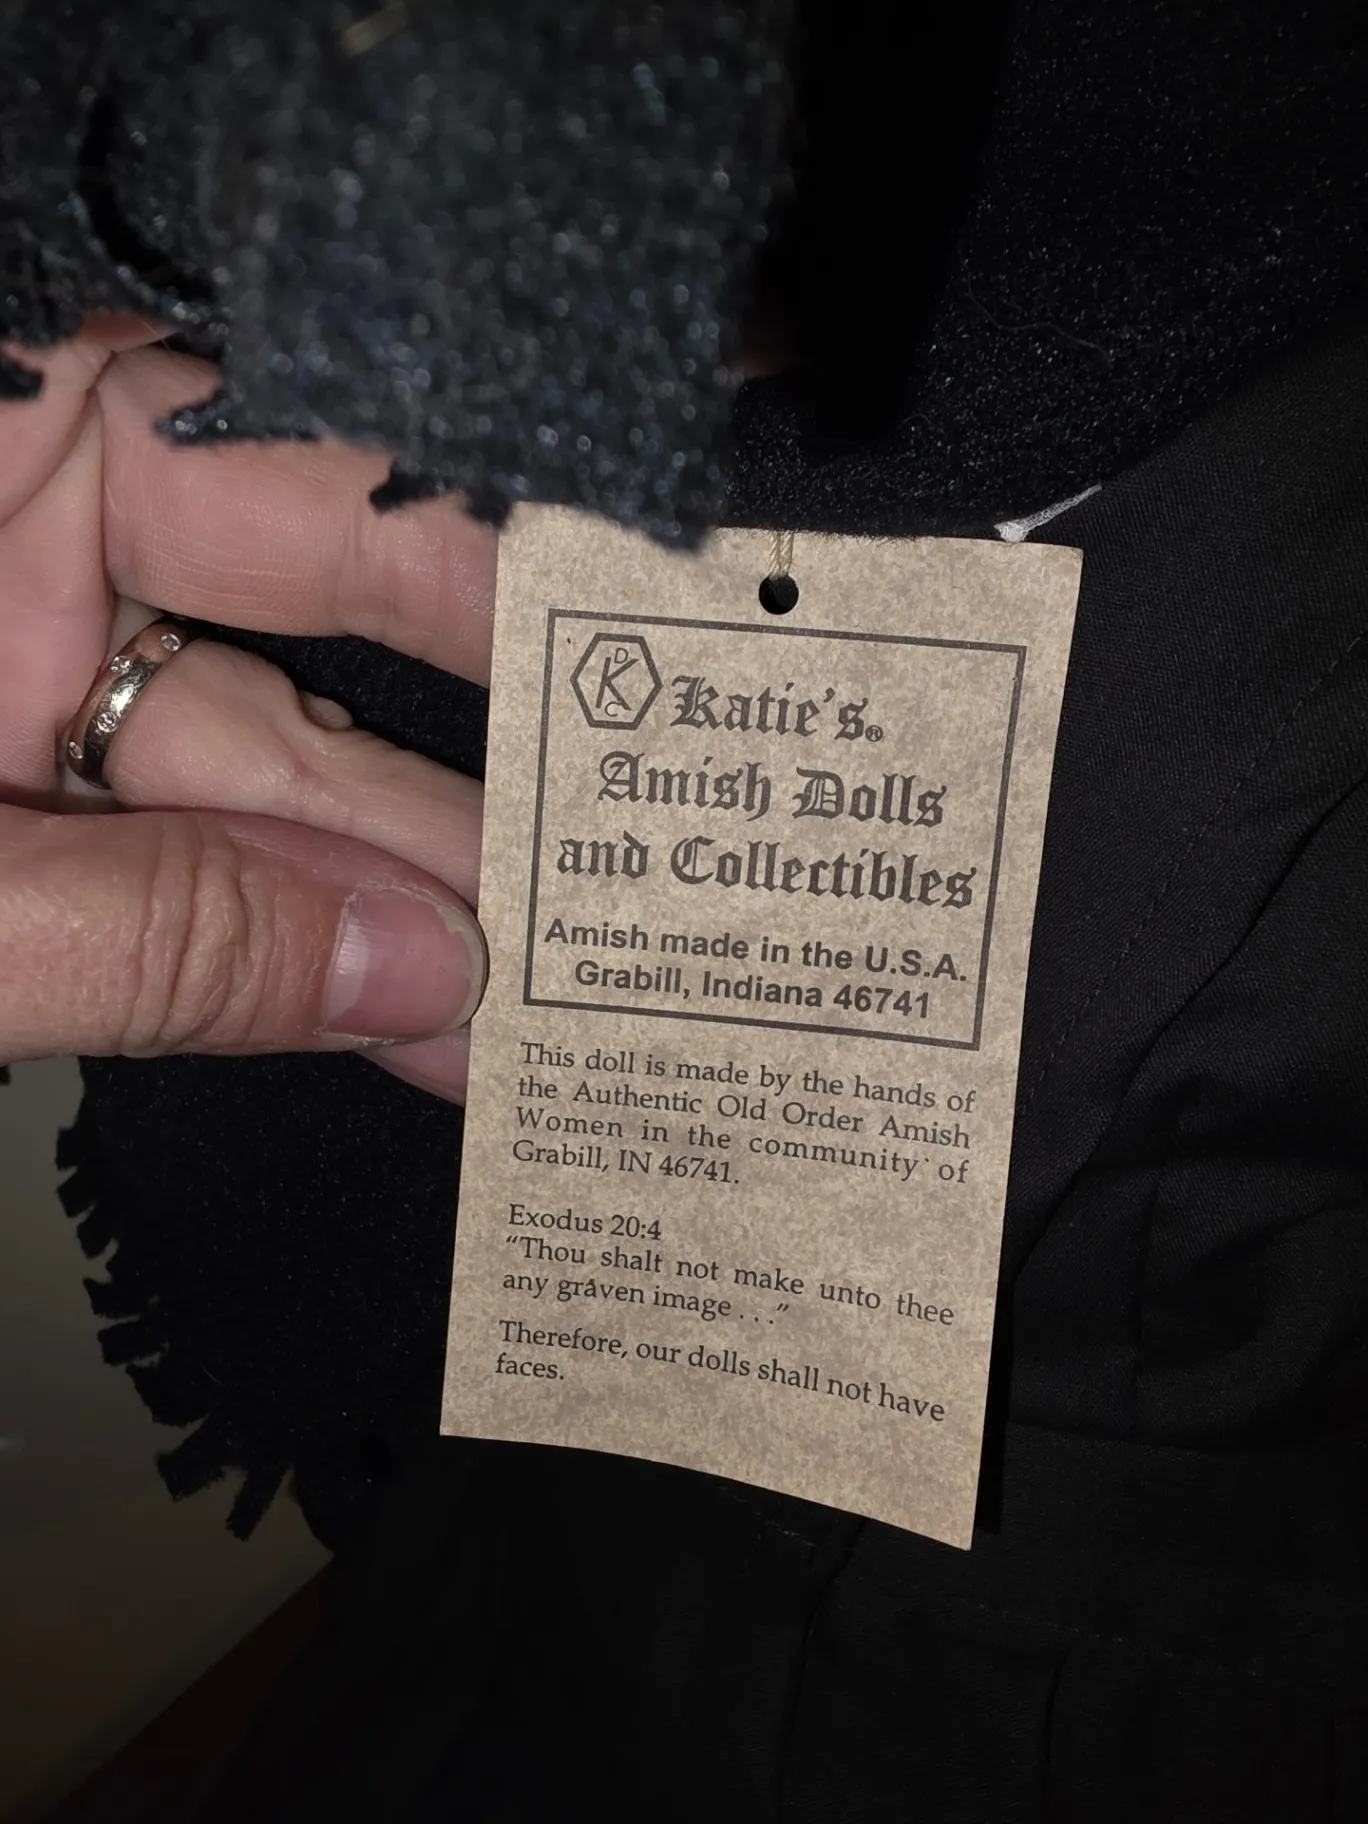 D
K
C
Katie's®
Amish Dolls
and Collectibles
Amish made in the U.S.A.
Grabill, Indiana 46741
This doll is made by the hands of
the Authentic Old Order Amish
Women in the community of
Grabill, IN 46741.
Exodus 20:4
“Thou shalt not make unto thee
any graven image . . .”
Therefore, our dolls shall not have
faces.